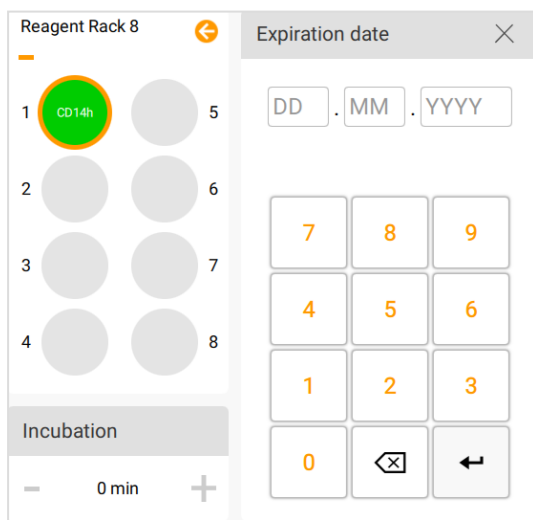 Reagent Rack 8
1 CD14h 5
2 6
3 7
4 8
Incubation
0 min
Expiration date
DD . MM . YYYY
7 8 9
4 5 6
1 2 3
0